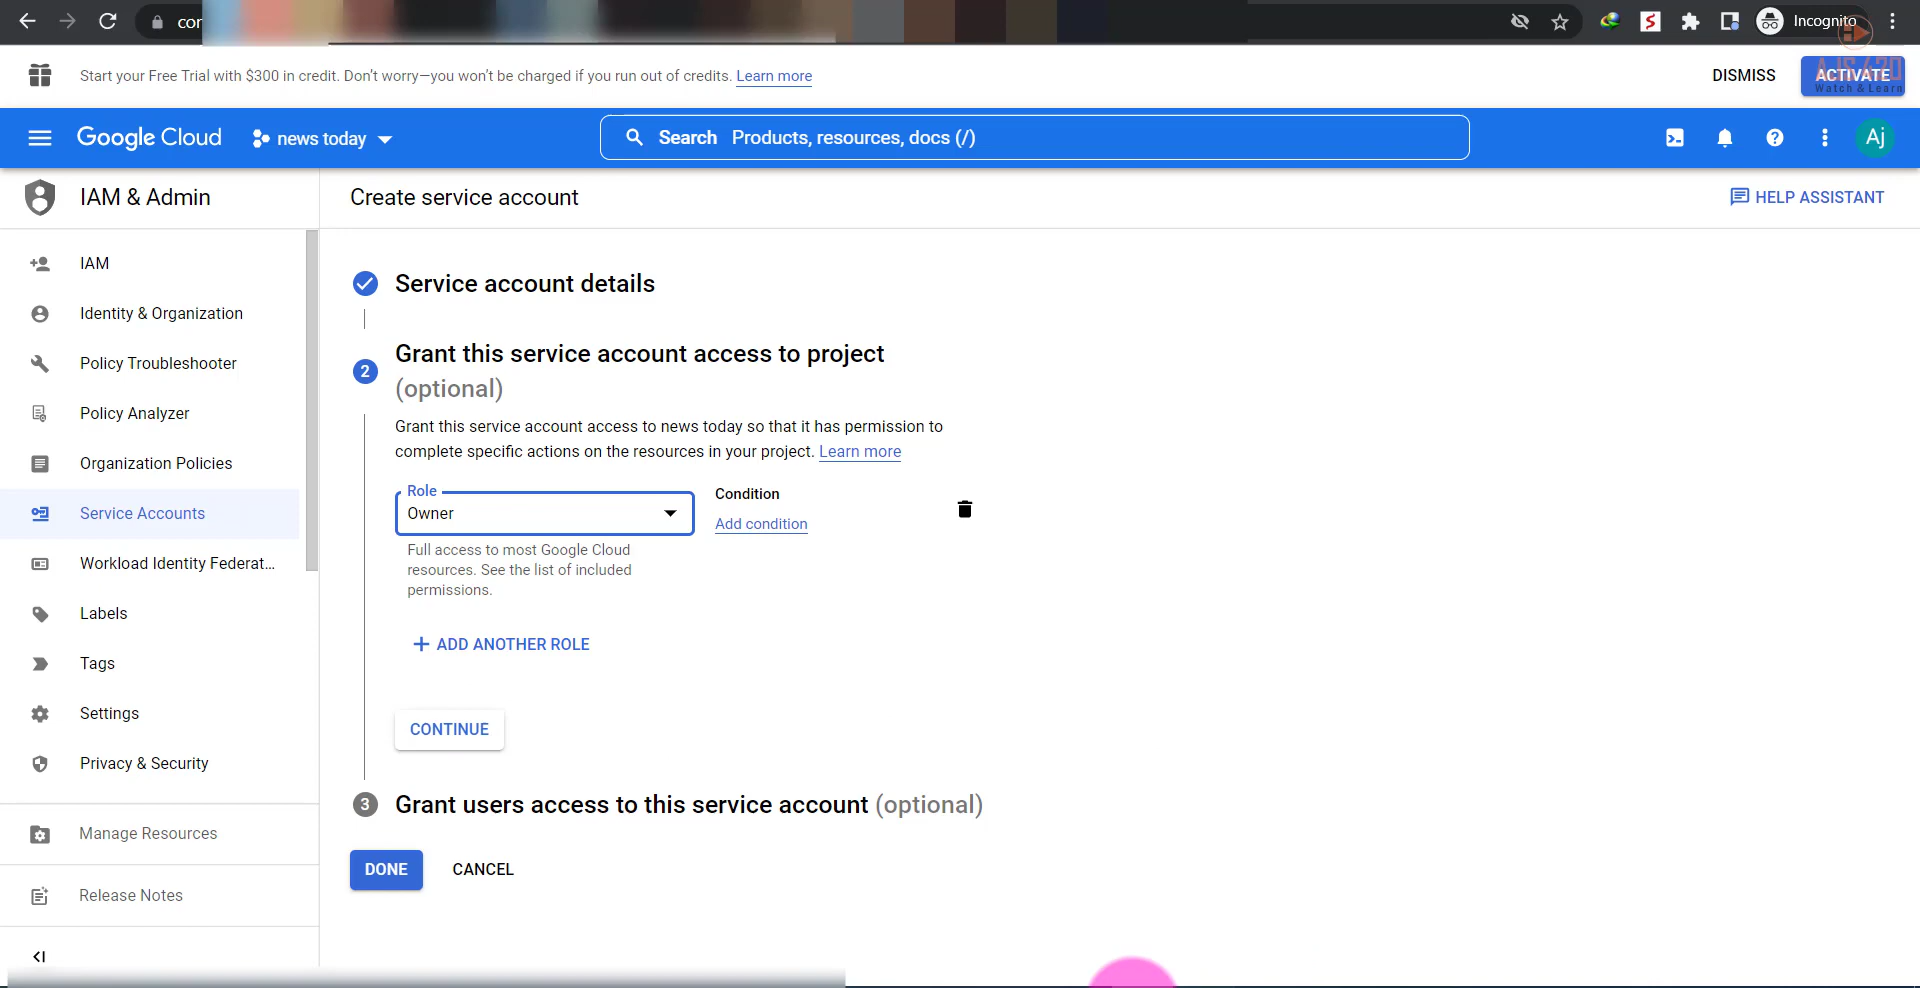 cor
Incognito
Start your Free Trial with $300 in credit. Don't worry—you won't be charged if you run out of credits. Learn more
DISMISS
ACTIVATE
AJS 420
Watch & Learn
Google Cloud
news today
Search Products, resources, docs (/)
Aj
IAM & Admin
Create service account
HELP ASSISTANT
IAM
Identity & Organization
Policy Troubleshooter
Policy Analyzer
Organization Policies
Service Accounts
Workload Identity Federat...
Labels
Tags
Settings
Privacy & Security
Manage Resources
Release Notes
Service account details
2
Grant this service account access to project
(optional)
Grant this service account access to news today so that it has permission to
complete specific actions on the resources in your project. Learn more
Role
Owner
Condition
Add condition
Full access to most Google Cloud
resources. See the list of included
permissions.
ADD ANOTHER ROLE
CONTINUE
3
Grant users access to this service account (optional)
DONE
CANCEL